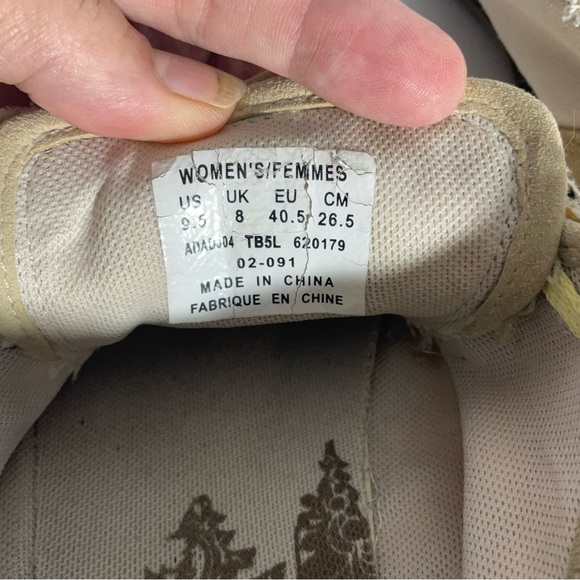 WOMEN'S/FEMMES
US UK EU CM
9.5 8 40.5 26.5
TB5L 620179
02-091
MADE IN CHINA
FABRIQUE EN CHINE